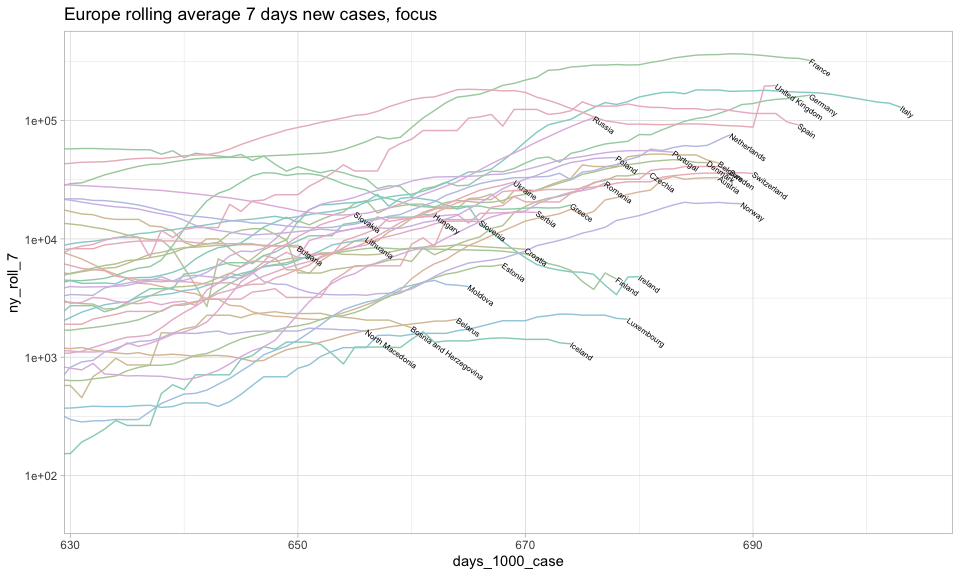 Europe rolling average 7 days new cases, focus
ny_roll_7
1e+05
1e+04
1e+03
1e+02
France
United Kingdom
Germany
Italy
Spain
Russia
Netherlands
Poland
Portugal
Denmark
Sweden
Austria
Switzerland
Czechia
Ukraine
Romania
Norway
Greece
Serbia
Slovakia
Hungary
Slovenia
Lithuania
Bulgaria
Croatia
Estonia
Finland
Ireland
Moldova
Belarus
Luxembourg
North Macedonia
Bosnia and Herzegovina
Iceland
630
650
670
690
days_1000_case